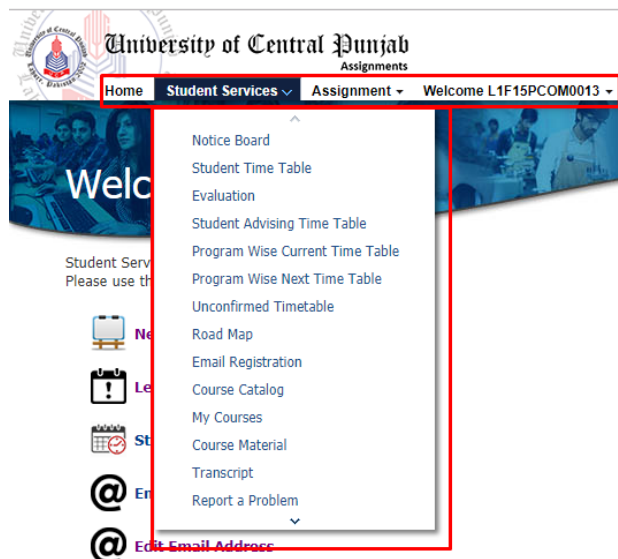 University of Central Punjab
Assignments
Home Student Services Assignment Welcome L1F15PCOM0013
Welc
Notice Board
Student Time Table
Evaluation
Student Advising Time Table
Program Wise Current Time Table
Program Wise Next Time Table
Unconfirmed Timetable
Road Map
Email Registration
Course Catalog
My Courses
Course Material
Transcript
Report a Problem
Student Serv
Please use th
Ne
Le
St
En
Edit Email Address